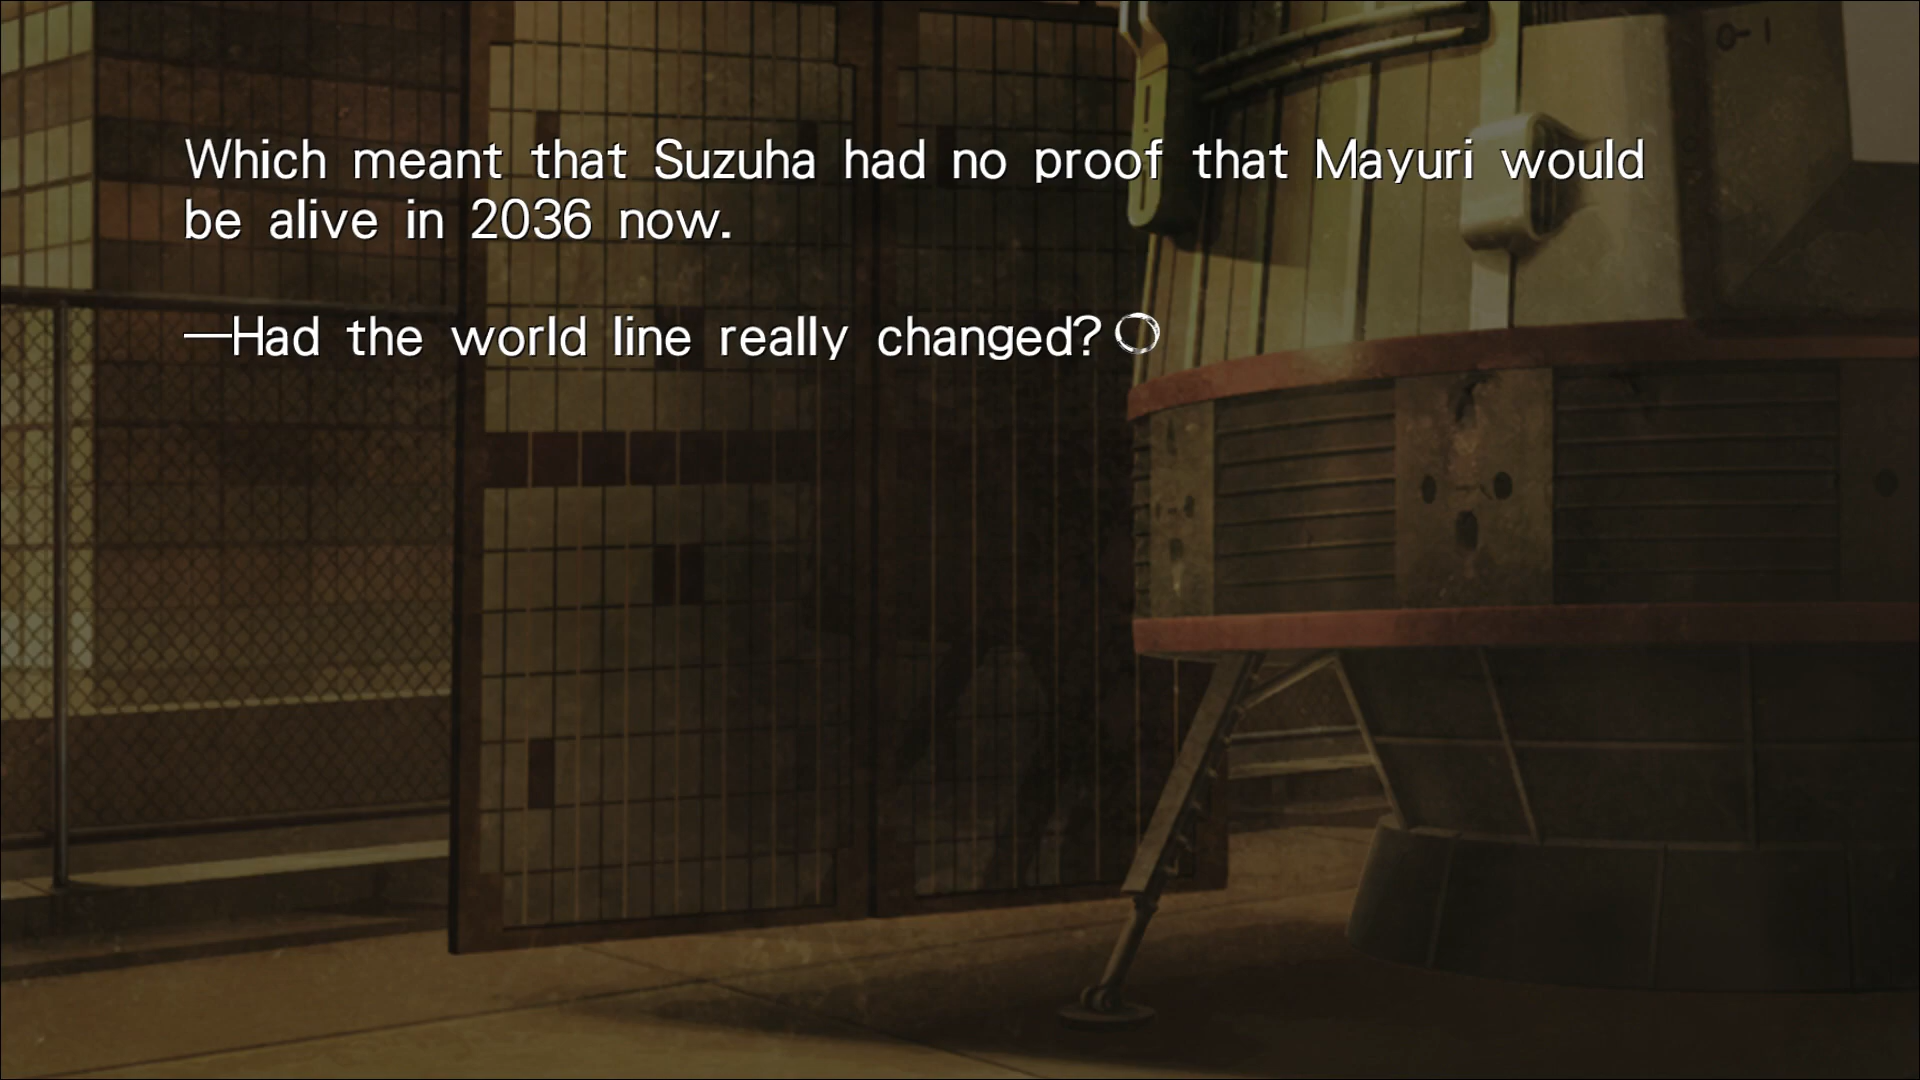 Which meant that Suzuha had no proof that Mayuri would
be alive in 2036 now.
—Had the world line really changed?